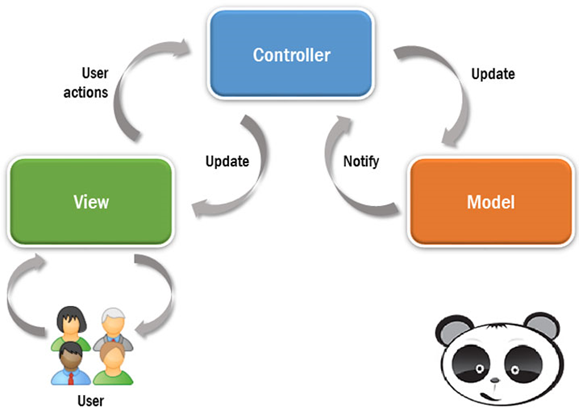 Controller
User
actions
Update
Update
Notify
View
Model
User